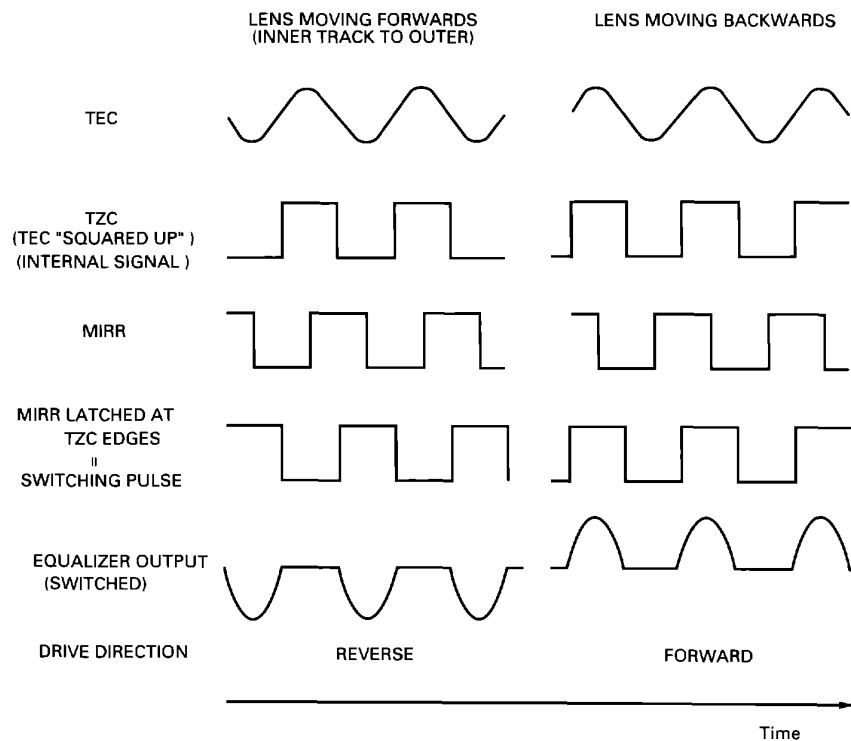 LENS MOVING FORWARDS
(INNER TRACK TO OUTER)
LENS MOVING BACKWARDS
TEC
TZC
(TEC "SQUARED UP" )
(INTERNAL SIGNAL )
MIRR
MIRR LATCHED AT
TZC EDGES
=
SWITCHING PULSE
EQUALIZER OUTPUT
(SWITCHED)
DRIVE DIRECTION
REVERSE
FORWARD
Time